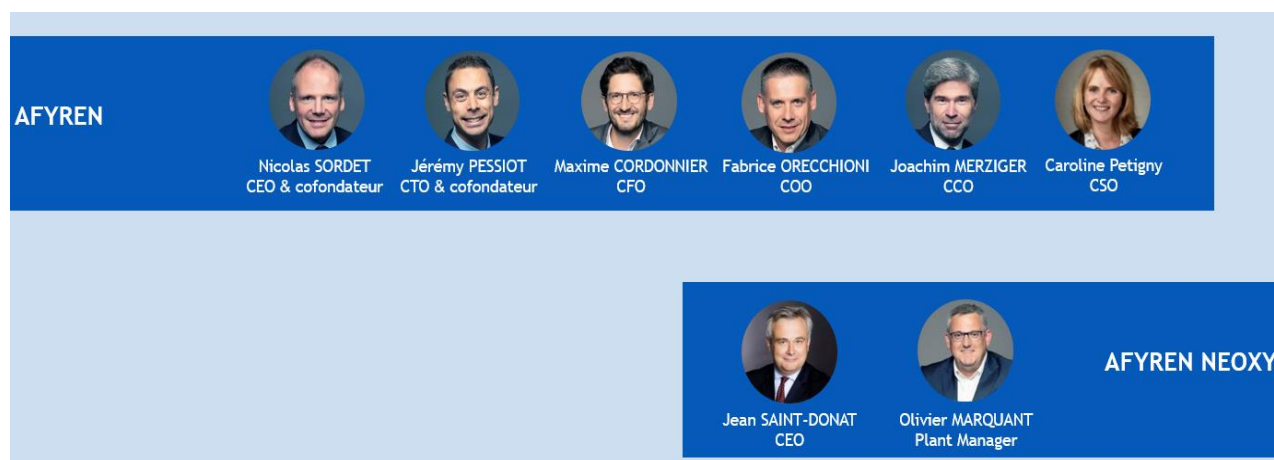 AFYREN
Nicolas SORDET
CEO & cofondateur
Jérémy PESSIOT
CTO & cofondateur
Maxime CORDONNIER
CFO
Fabrice ORECCHIONI
COO
Joachim MERZIGER
CCO
Caroline Petigny
CSO
Jean SAINT-DONAT
CEO
Olivier MARQUANT
Plant Manager
AFYREN NEOXY